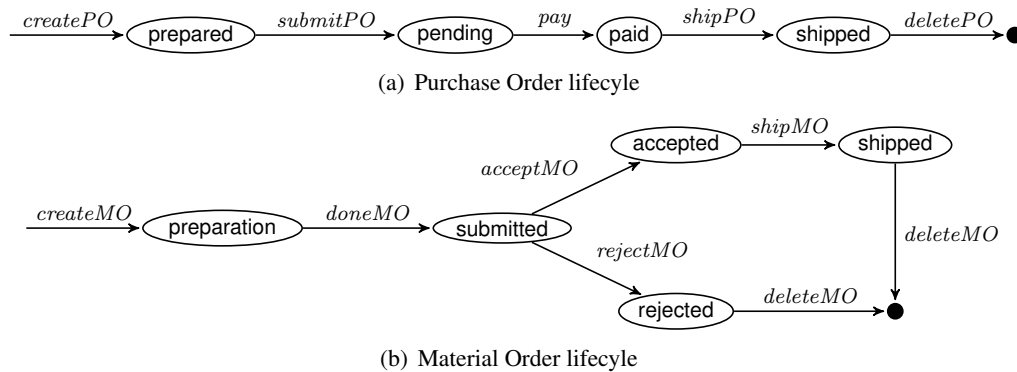 createPO submitPO pay shipPO deletePO
prepared pending paid shipped
(a) Purchase Order lifecyle
shipMO
accepted shipped
acceptMO
createMO doneMO
preparation submitted deleteMO
rejectMO
deleteMO
rejected
(b) Material Order lifecyle